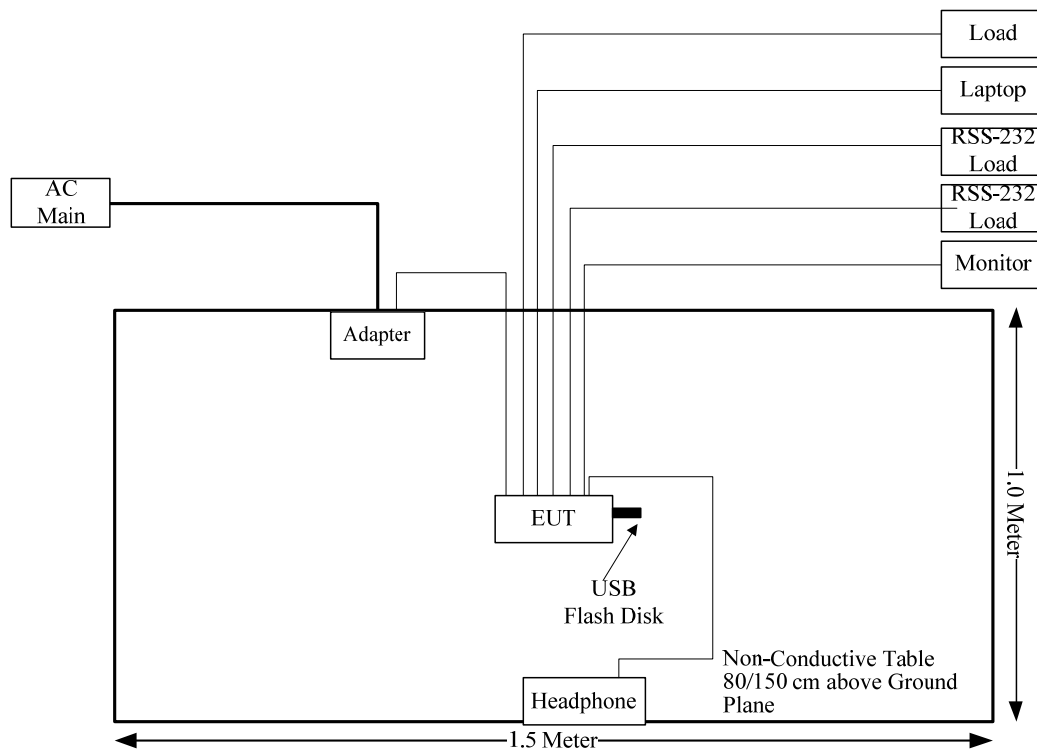 Load
Laptop
RSS-232
Load
RSS-232
Load
Monitor
AC
Main
Adapter
EUT
USB
Flash Disk
Headphone
Non-Conductive Table
80/150 cm above Ground
Plane
1.0 Meter
1.5 Meter